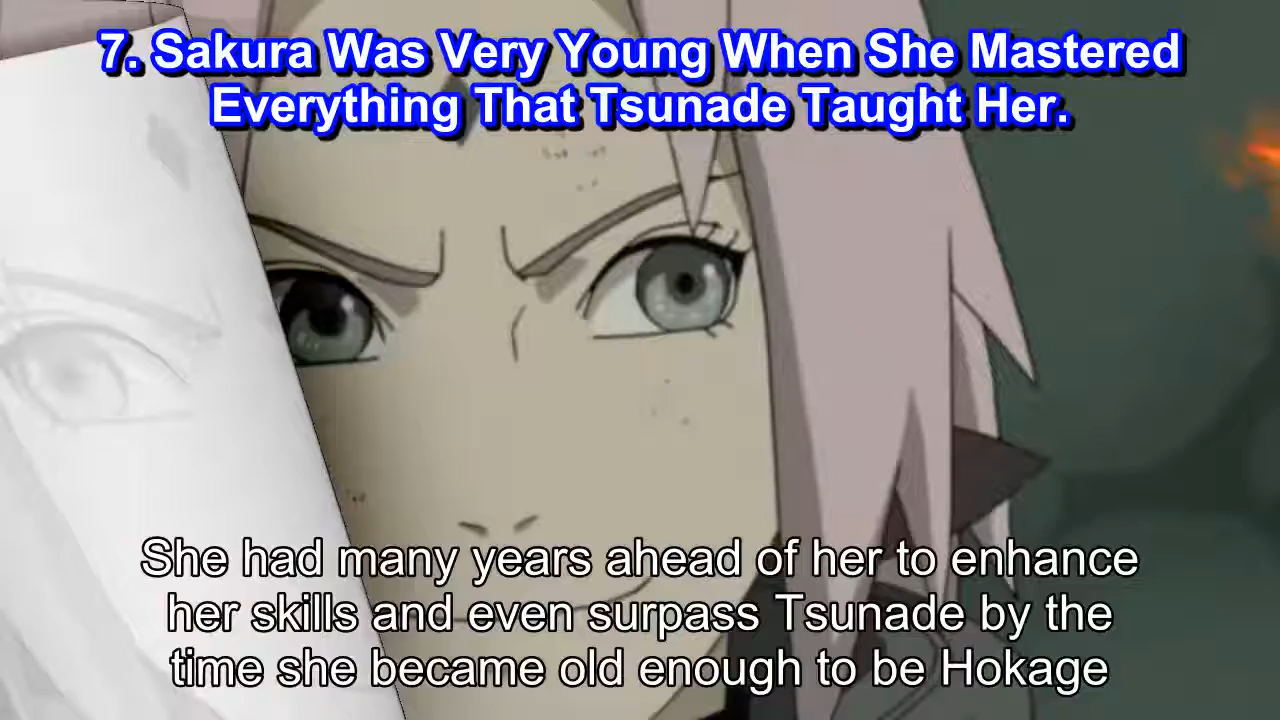 7. Sakura Was Very Young When She Mastered
Everything That Tsunade Taught Her.
She had many years ahead of her to enhance
her skills and even surpass Tsunade by the
time she became old enough to be Hokage